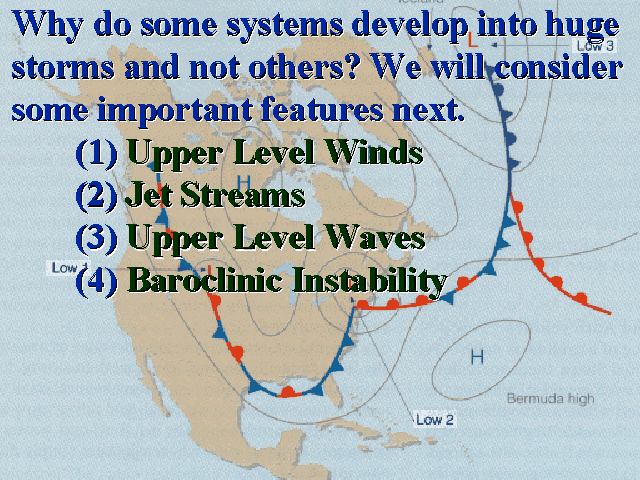 Why do some systems develop into huge
storms and not others? We will consider
some important features next.
(1) Upper Level Winds
(2) Jet Streams
(3) Upper Level Waves
(4) Baroclinic Instability
Iceland
L
Low 3
H
Low 1
L
H
Bermuda high
Low 2